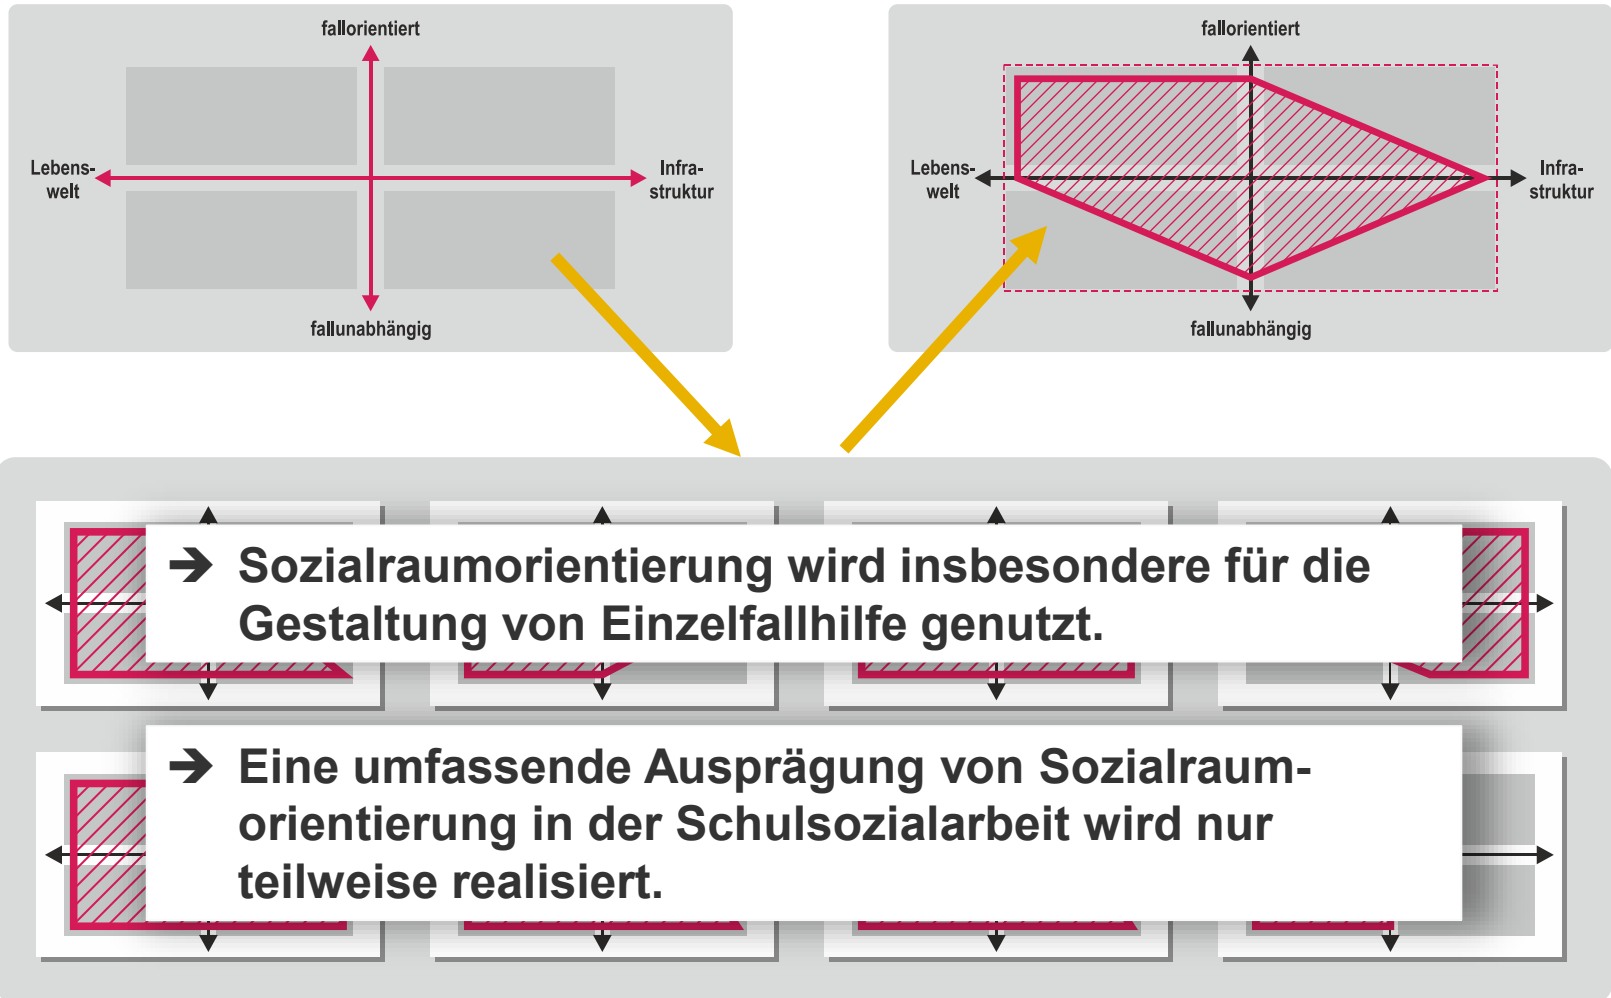 fallorientiert
Lebens-
welt
Infra-
struktur
fallunabhängig
fallorientiert
Lebens-
welt
Infra-
struktur
fallunabhängig
➔ Sozialraumorientierung wird insbesondere für die
Gestaltung von Einzelfallhilfe genutzt.
➔ Eine umfassende Ausprägung von Sozialraum-
orientierung in der Schulsozialarbeit wird nur
teilweise realisiert.